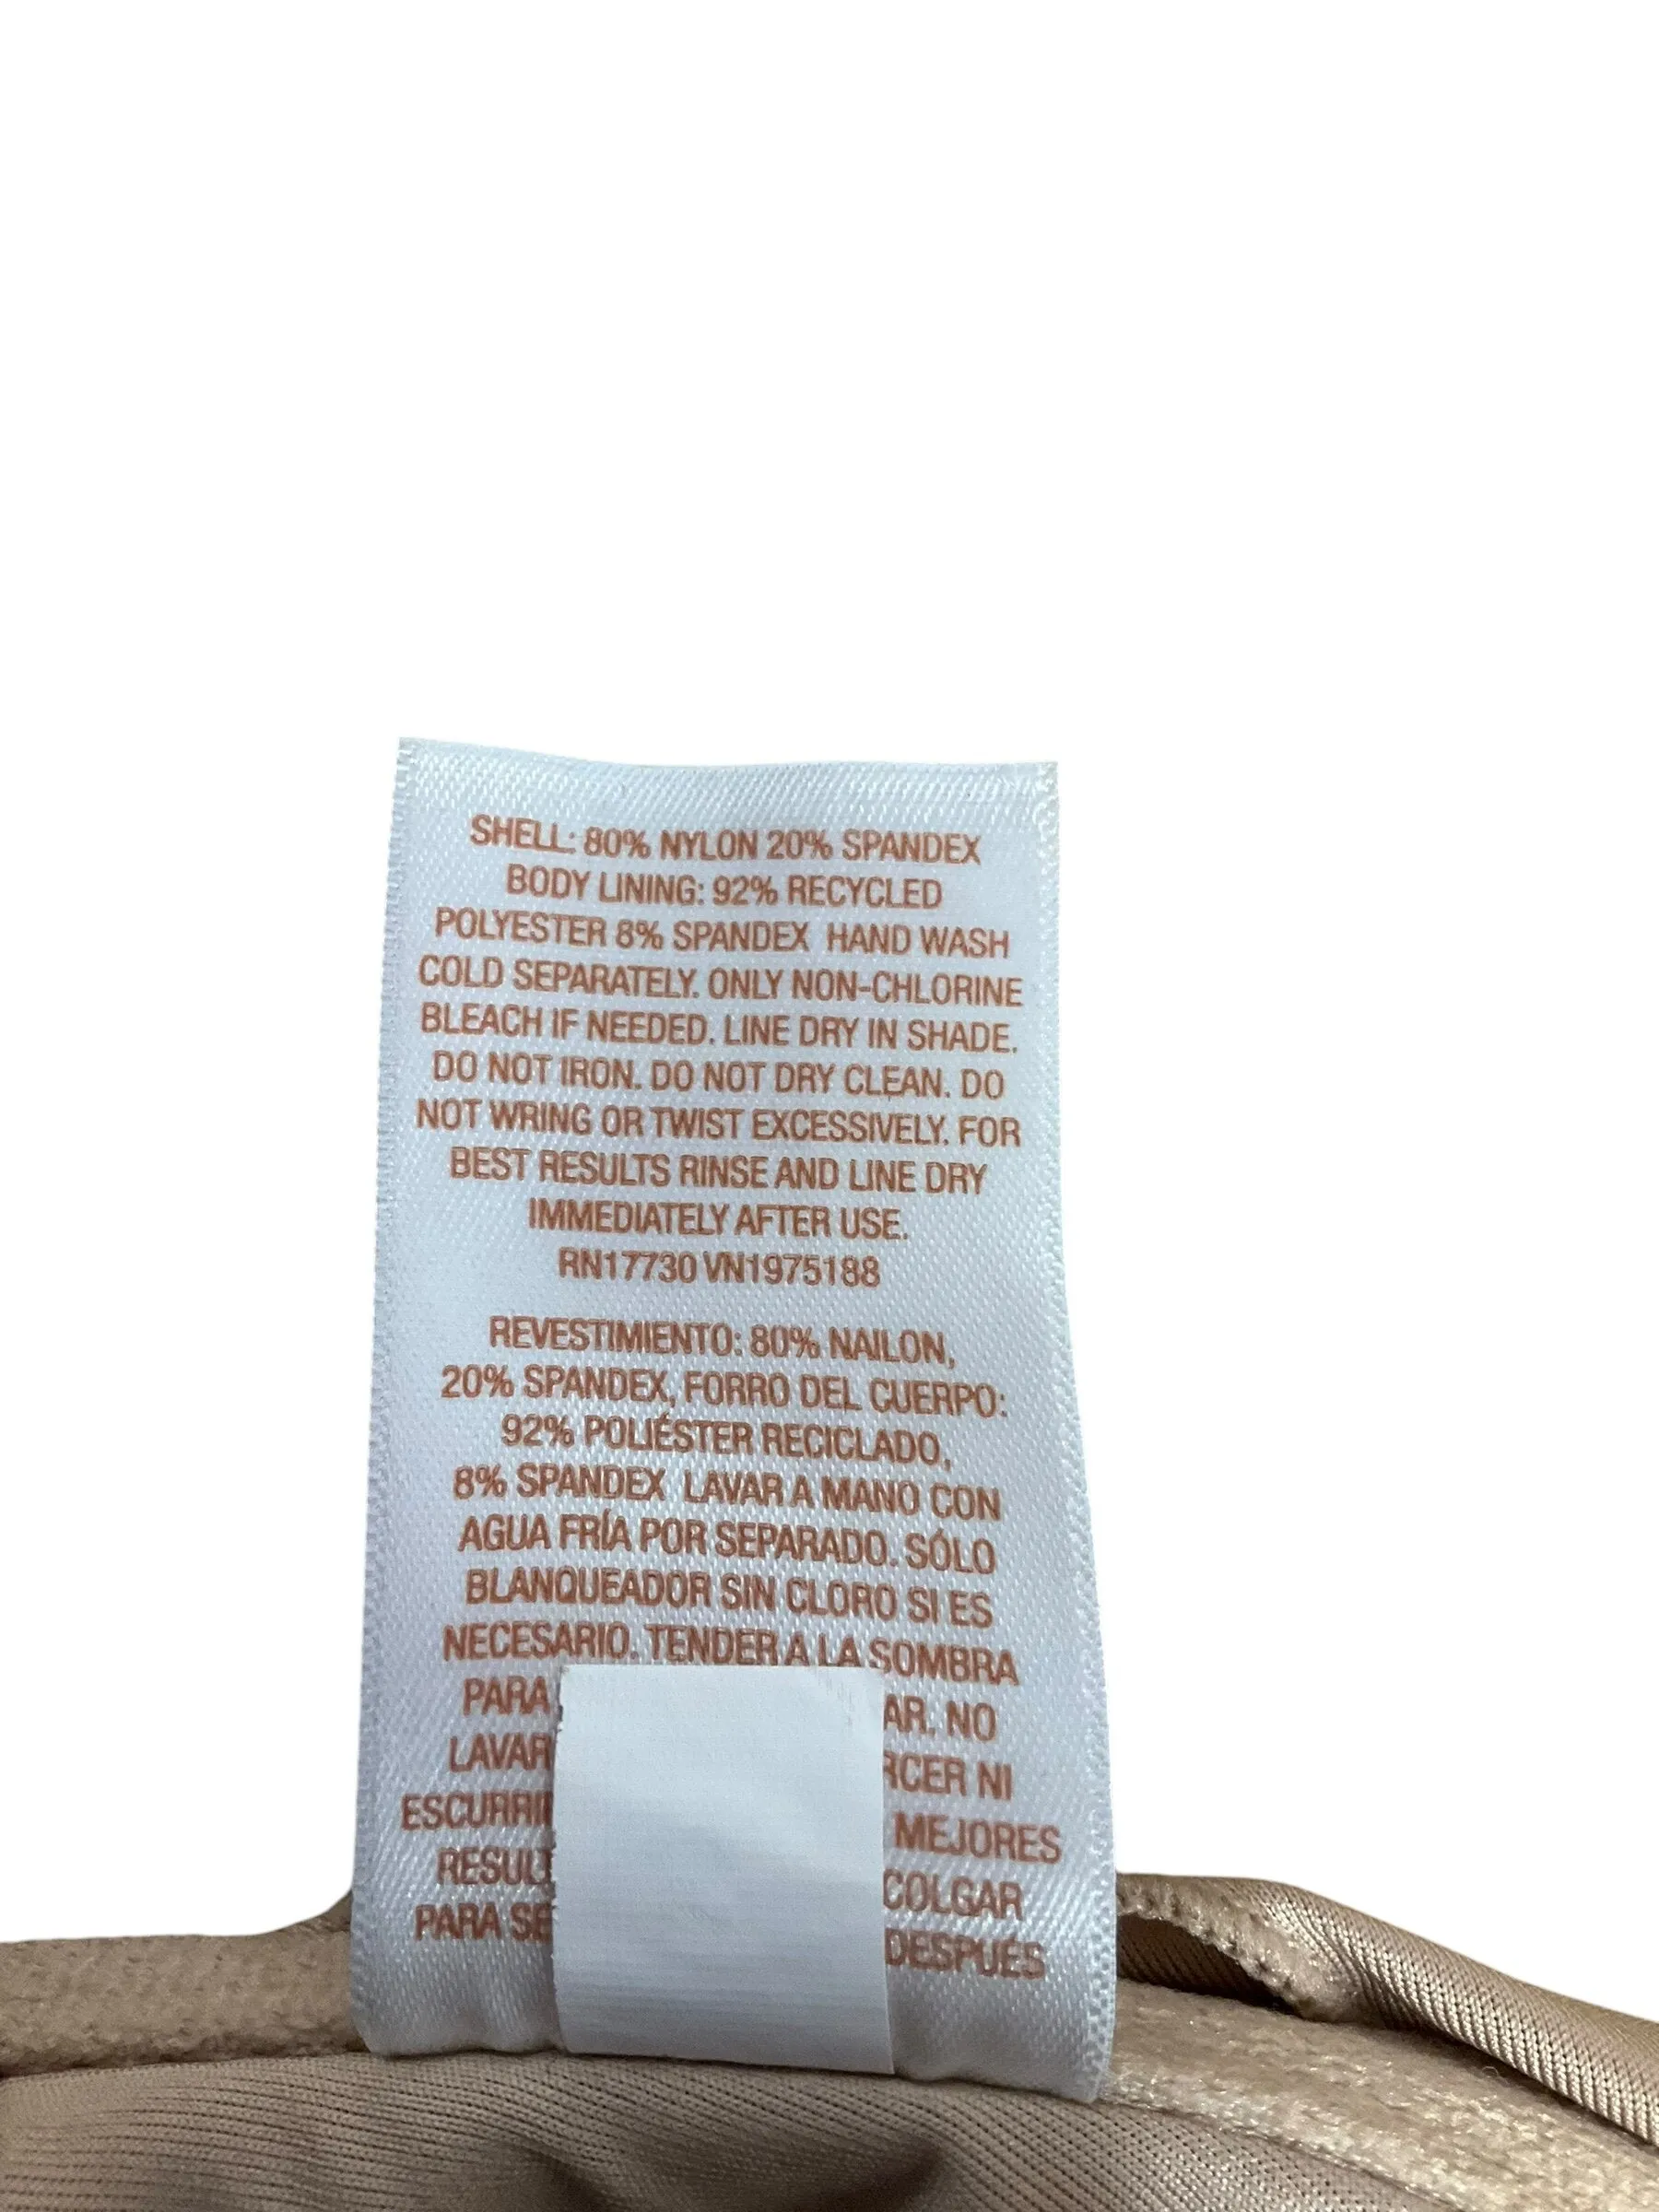 SHELL: 80% NYLON 20% SPANDEX
BODY LINING: 92% RECYCLED
POLYESTER 8% SPANDEX HAND WASH
COLD SEPARATELY. ONLY NON-CHLORINE
BLEACH IF NEEDED. LINE DRY IN SHADE.
DO NOT IRON. DO NOT DRY CLEAN. DO
NOT WRING OR TWIST EXCESSIVELY. FOR
BEST RESULTS RINSE AND LINE DRY
IMMEDIATELY AFTER USE.
RN17730 VN1975188
REVESTIMIENTO: 80% NAILON,
20% SPANDEX, FORRO DEL CUERPO:
92% POLIÉSTER RECICLADO,
8% SPANDEX LAVAR A MANO CON
AGUA FRÍA POR SEPARADO. SÓLO
BLANQUEADOR SIN CLORO SI ES
NECESARIO. TENDER A LA SOMBRA
PARA NO
LAVAR NI
MEJORES
COLGAR
PARA DESPUÉS